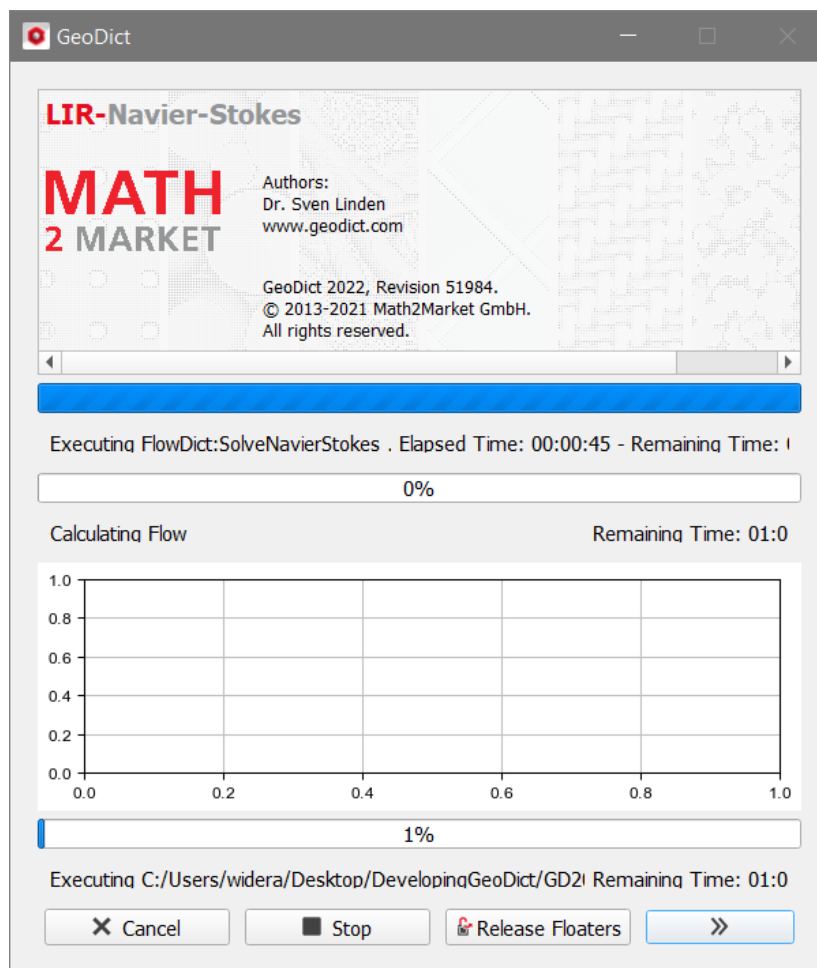 GeoDict
LIR-Navier-Stokes
MATH
2 MARKET
Authors:
Dr. Sven Linden
www.geodict.com
GeoDict 2022, Revision 51984.
© 2013-2021 Math2Market GmbH.
All rights reserved.
Executing FlowDict:SolveNavierStokes . Elapsed Time: 00:00:45 - Remaining Time:
0%
Calculating Flow Remaining Time: 01:0
1.0
0.8
0.6
0.4
0.2
0.0
0.0 0.2 0.4 0.6 0.8 1.0
1%
Executing C:/Users/widera/Desktop/DevelopingGeoDict/GD2 Remaining Time: 01:0
Cancel Stop Release Floaters